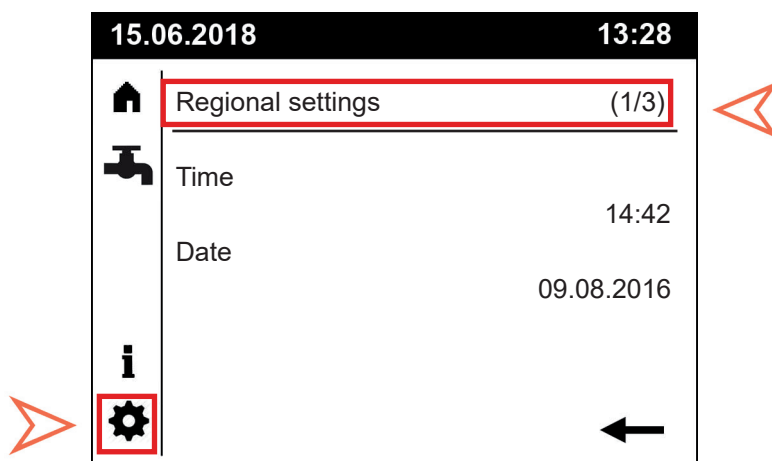 15.06.2018 13:28
Regional settings (1/3)
Time
14:42
Date
09.08.2016
i